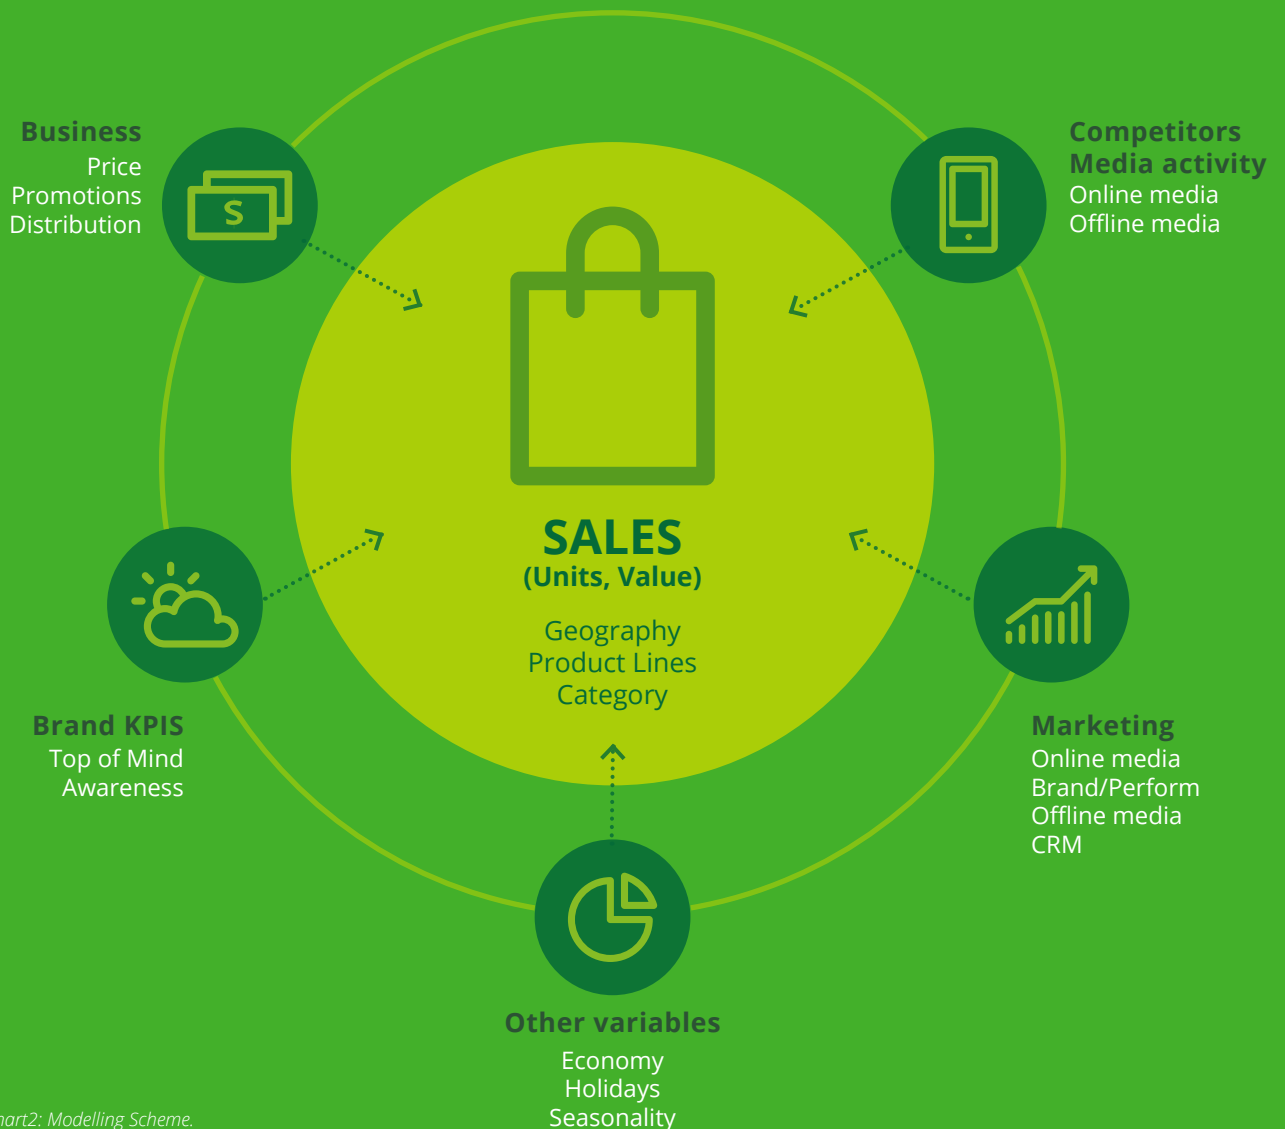 Business
Price
Promotions
Distribution
S
Competitors
Media activity
Online media
Offline media
SALES
(Units, Value)
Geography
Product Lines
Category
Brand KPIS
Top of Mind
Awareness
Marketing
Online media
Brand/Perform
Offline media
CRM
Other variables
Economy
Holidays
Seasonality
hart2: Modelling Scheme.